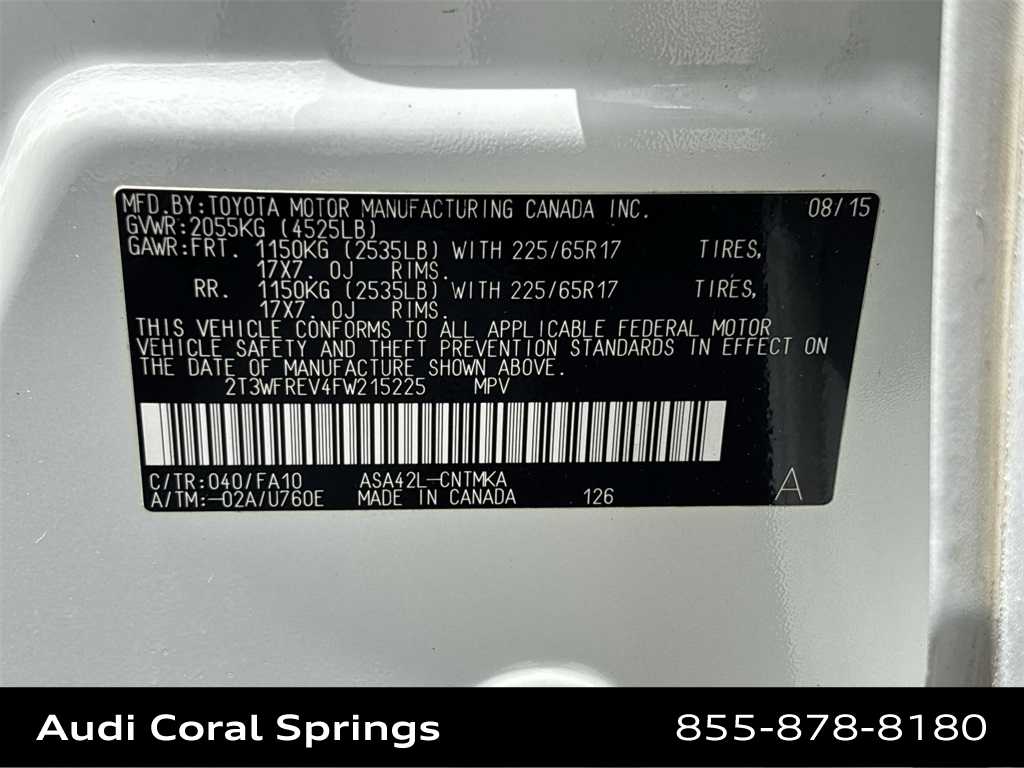 MFD.BY:TOYOTA MOTOR MANUFACTURING CANADA INC. 08/15
GVWR:2055KG (4525LB)
GAWR:FRT. 1150KG (2535LB) WITH 225/65R17 TIRES,
17X7. 0J RIMS.
RR. 1150KG (2535LB) WITH 225/65R17 TIRES,
17X7. 0J RIMS.
THIS VEHICLE CONFORMS TO ALL APPLICABLE FEDERAL MOTOR
VEHICLE SAFETY AND THEFT PREVENTION STANDARDS IN EFFECT ON
THE DATE OF MANUFACTURE SHOWN ABOVE.
2T3WFREV4FW215225 MPV
C/TR:040/FA10 ASA42L-CNTMKA
A/TM:-02A/U760E MADE IN CANADA 126 A
Audi Coral Springs 855-878-8180